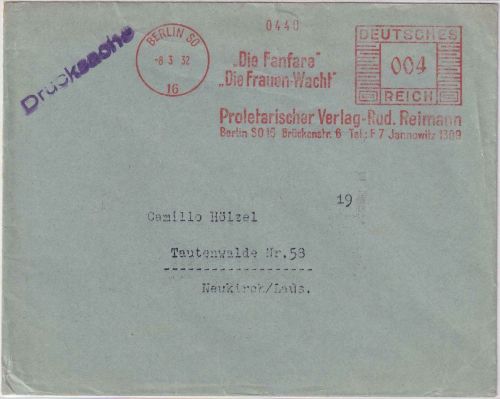 0440
BERLIN SO
-8 3 32
16
„Die Fanfare"
„Die Frauen-Wacht"
DEUTSCHES
004
REICH
Proletarischer Verlag-Rud. Reimann
Berlin SO 16 Brückenstr. 6 Tel.: F 7 Jannowitz 1309
Drucksache
19
Camillo Hölzel
Tautenwalde Nr.58
Neukirch/Laus.